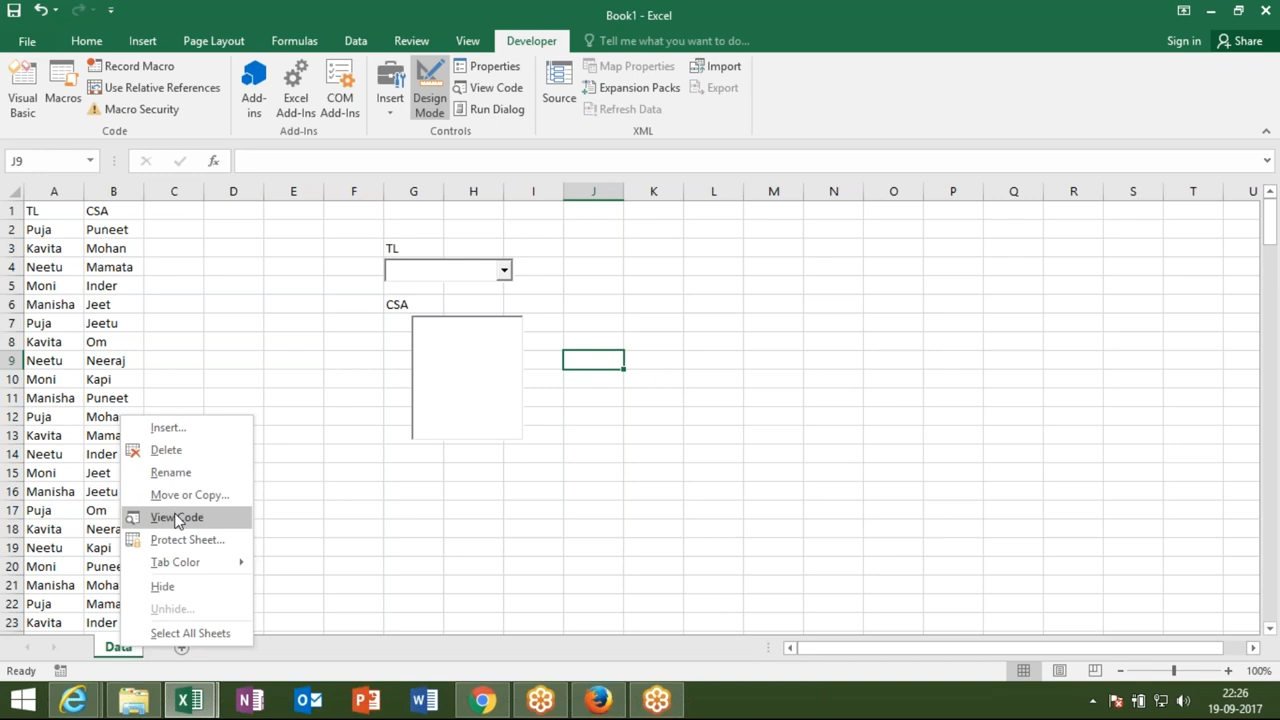 Book1 - Excel
File Home Insert Page Layout Formulas Data Review View Developer Tell me what you want to do... Sign in Share
Visual Basic
Macros
Record Macro
Use Relative References
Macro Security
Code
Add-ins
Excel Add-Ins
COM Add-Ins
Add-Ins
Insert
Design Mode
Properties
View Code
Run Dialog
Controls
Source
Map Properties
Expansion Packs
Refresh Data
Import
Export
XML
J9 fx
A B C D E F G H I J K L M N O P Q R S T U
1 TL CSA
2 Puja Puneet
3 Kavita Mohan TL
4 Neetu Mamata
5 Moni Inder
6 Manisha Jeet CSA
7 Puja Jeetu
8 Kavita Om
9 Neetu Neeraj
10 Moni Kapi
11 Manisha Puneet
12 Puja Moha
13 Kavita Mama
14 Neetu Inder
15 Moni Jeet
16 Manisha Jeetu
17 Puja Om
18 Kavita Neera
19 Neetu Kapi
20 Moni Punee
21 Manisha Moha
22 Puja Mama
23 Kavita Inder
Insert...
Delete
Rename
Move or Copy...
View Code
Protect Sheet...
Tab Color
Hide
Unhide...
Select All Sheets
Data
Ready 100%
22:26
19-09-2017